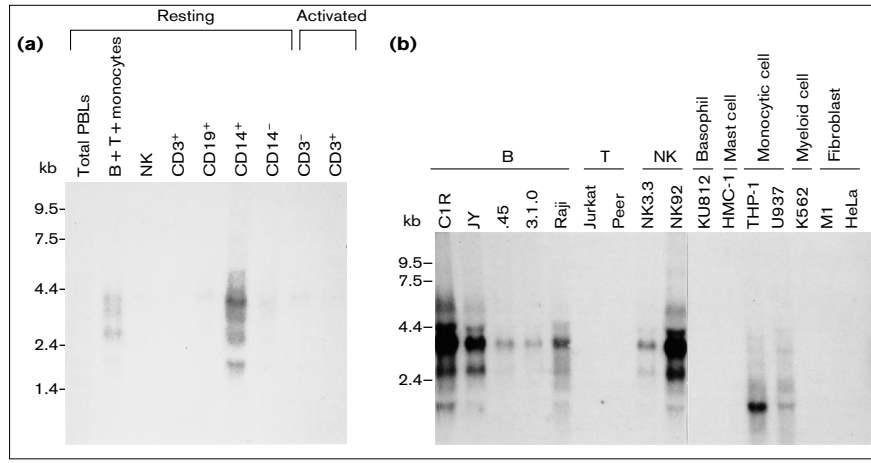 (a)
Resting
Activated
Total PBLs
B + T + monocytes
NK
CD3+
CD19+
CD14+
CD14−
CD3−
CD3+
kb
9.5
7.5
4.4
2.4
1.4
(b)
B
T
NK
Basophil
Mast cell
Monocytic cell
Myeloid cell
Fibroblast
C1R
JY
.45
3.1.0
Raji
Jurkat
Peer
NK3.3
NK92
KU812
HMC-1
THP-1
U937
K562
M1
HeLa
kb
9.5
7.5
4.4
2.4